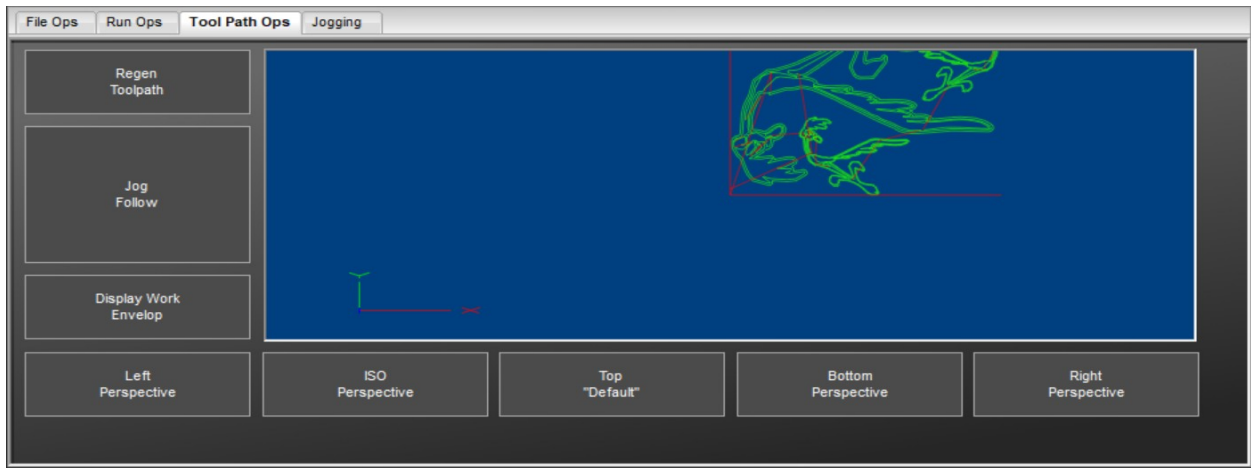 File Ops Run Ops Tool Path Ops Jogging
Regen
Toolpath
Jog
Follow
Display Work
Envelop
Y
X
Left
Perspective
ISO
Perspective
Top
"Default"
Bottom
Perspective
Right
Perspective